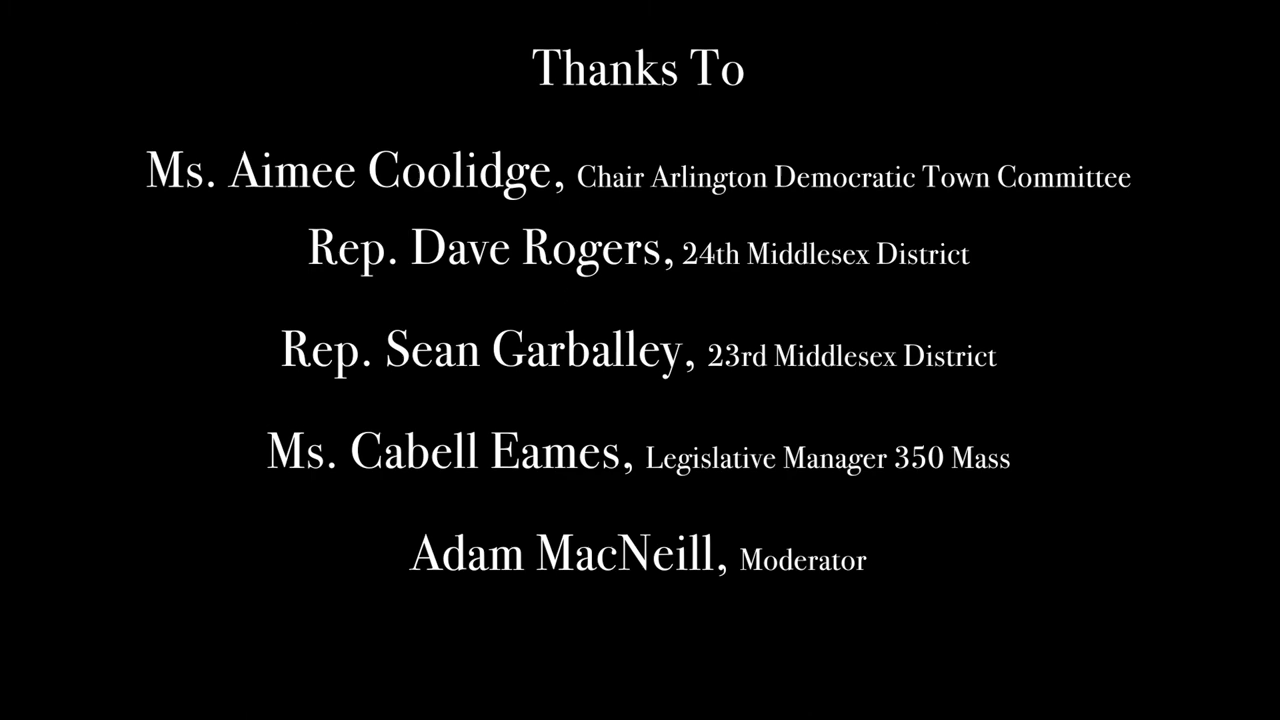 Thanks To
Ms. Aimee Coolidge, Chair Arlington Democratic Town Committee
Rep. Dave Rogers, 24th Middlesex District
Rep. Sean Garballey, 23rd Middlesex District
Ms. Cabell Eames, Legislative Manager 350 Mass
Adam MacNeill, Moderator